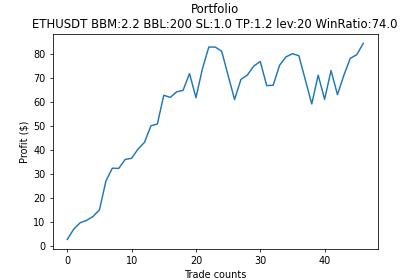 Portfolio
ETHUSDT BBM:2.2 BBL:200 SL:1.0 TP:1.2 lev:20 WinRatio:74.0
80
70
60
50
40
30
20
10
0
Profit ($)
0 10 20 30 40
Trade counts